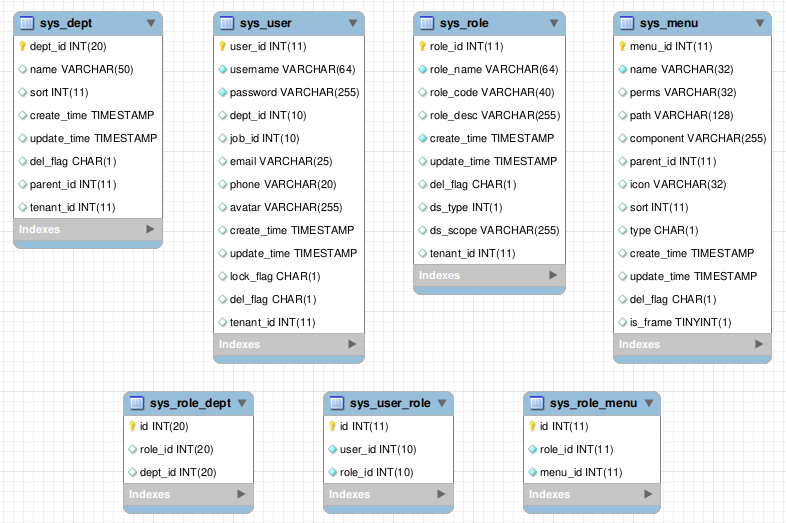 sys_dept
dept_id INT(20)
name VARCHAR(50)
sort INT(11)
create_time TIMESTAMP
update_time TIMESTAMP
del_flag CHAR(1)
parent_id INT(11)
tenant_id INT(11)
Indexes
sys_user
user_id INT(11)
username VARCHAR(64)
password VARCHAR(255)
dept_id INT(10)
job_id INT(10)
email VARCHAR(25)
phone VARCHAR(20)
avatar VARCHAR(255)
create_time TIMESTAMP
update_time TIMESTAMP
lock_flag CHAR(1)
del_flag CHAR(1)
tenant_id INT(11)
Indexes
sys_role
role_id INT(11)
role_name VARCHAR(64)
role_code VARCHAR(40)
role_desc VARCHAR(255)
create_time TIMESTAMP
update_time TIMESTAMP
del_flag CHAR(1)
ds_type INT(1)
ds_scope VARCHAR(255)
tenant_id INT(11)
Indexes
sys_menu
menu_id INT(11)
name VARCHAR(32)
perms VARCHAR(32)
path VARCHAR(128)
component VARCHAR(255)
parent_id INT(11)
icon VARCHAR(32)
sort INT(11)
type CHAR(1)
create_time TIMESTAMP
update_time TIMESTAMP
del_flag CHAR(1)
is_frame TINYINT(1)
Indexes
sys_role_dept
id INT(20)
role_id INT(20)
dept_id INT(20)
Indexes
sys_user_role
id INT(11)
user_id INT(10)
role_id INT(10)
Indexes
sys_role_menu
id INT(11)
role_id INT(11)
menu_id INT(11)
Indexes